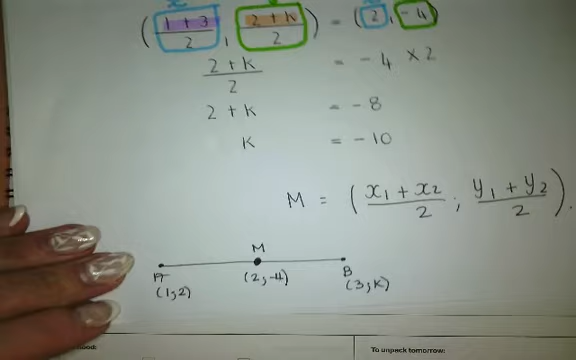 ( 1 + 3 / 2 , 2 + k / 2 ) = ( 2 , - 4 )
2 + k / 2 = - 4 × 2
2 + k = - 8
k = - 10
M = ( x₁ + x₂ / 2 ; y₁ + y₂ / 2 ) .
M
A B
(1;2) (2;-4) (3;k)
To unpack tomorrow: